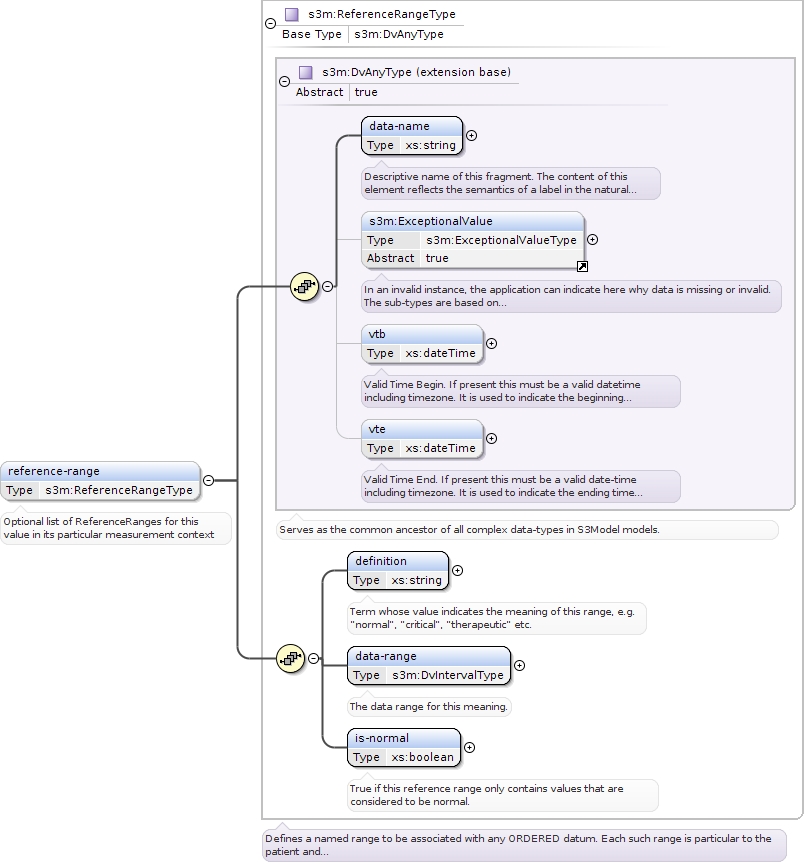 s3m:ReferenceRangeType
Base Type s3m:DvAnyType
s3m:DvAnyType (extension base)
Abstract true
data-name
Type xs:string
Descriptive name of this fragment. The content of this
element reflects the semantics of a label in the natural...
s3m:ExceptionalValue
Type s3m:ExceptionalValueType
Abstract true
In an invalid instance, the application can indicate here why data is missing or invalid.
The sub-types are based on...
vtb
Type xs:dateTime
Valid Time Begin. If present this must be a valid datetime
including timezone. It is used to indicate the beginning...
vte
Type xs:dateTime
Valid Time End. If present this must be a valid date-time
including timezone. It is used to indicate the ending time...
reference-range
Type s3m:ReferenceRangeType
Optional list of ReferenceRanges for this
value in its particular measurement context
Serves as the common ancestor of all complex data-types in S3Model models.
definition
Type xs:string
Term whose value indicates the meaning of this range, e.g.
"normal", "critical", "therapeutic" etc.
data-range
Type s3m:DvIntervalType
The data range for this meaning.
is-normal
Type xs:boolean
True if this reference range only contains values that are
considered to be normal.
Defines a named range to be associated with any ORDERED datum. Each such range is particular to the
patient and...